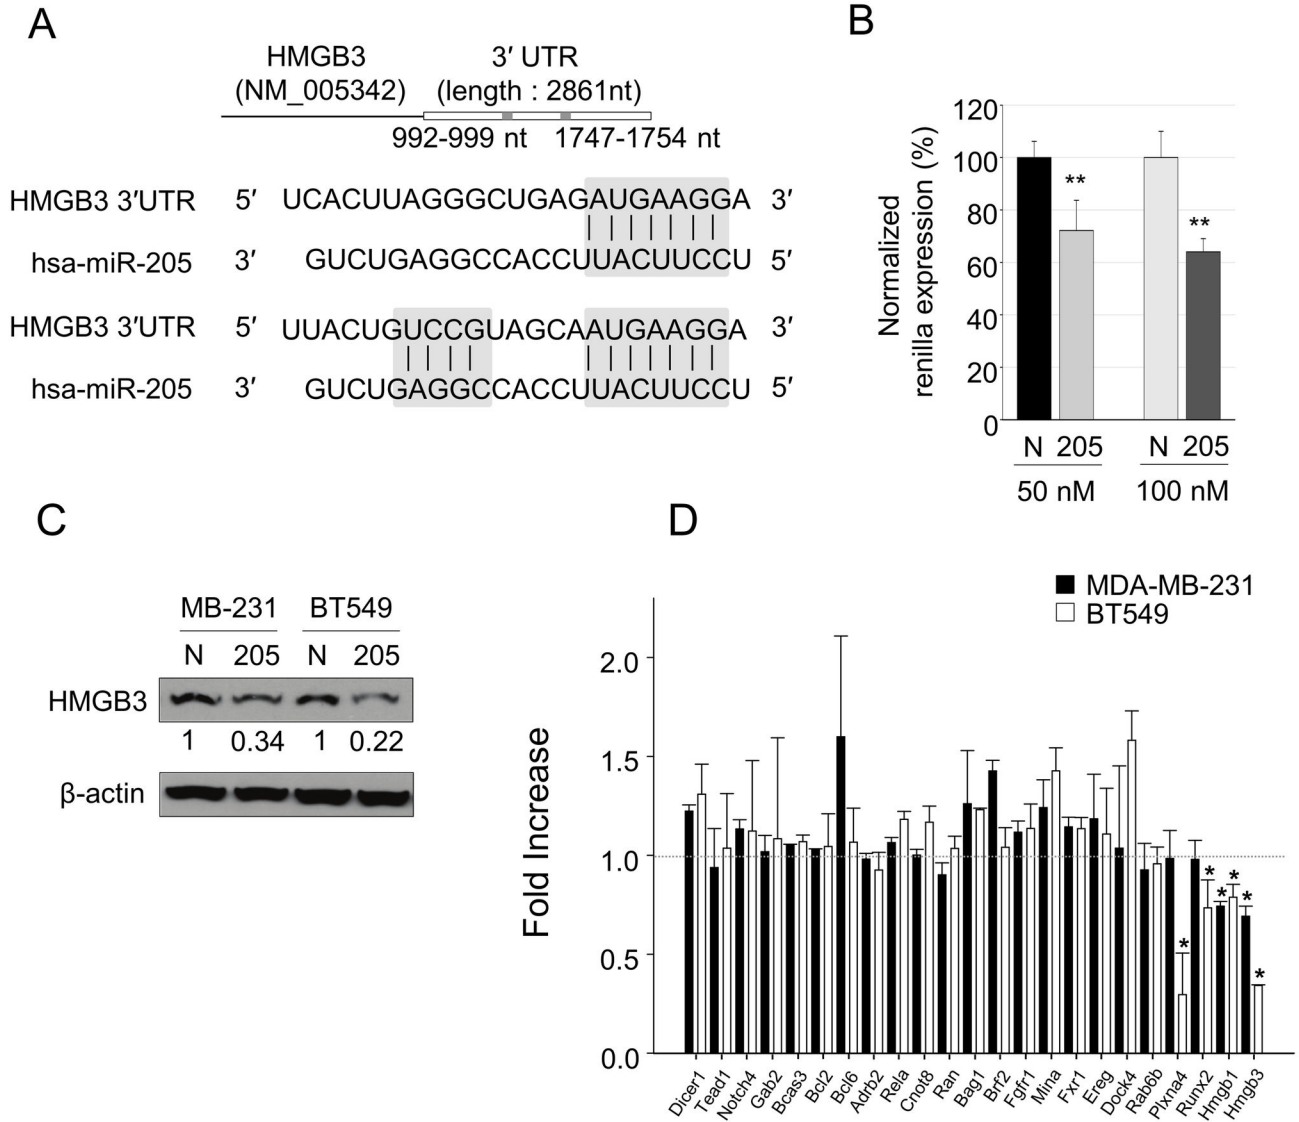 A
HMGB3 3′ UTR
(NM_005342) (length : 2861nt)
992-999 nt 1747-1754 nt
HMGB3 3′UTR 5′ UCACUUAGGGCUGAGAUGAAGGA 3′
hsa-miR-205 3′ GUCUGAGGCCACCUUACUUCCU 5′
HMGB3 3′UTR 5′ UUACUGUCCGUAGCAAUGAAGGA 3′
hsa-miR-205 3′ GUCUGAGGCCACCUUACUUCCU 5′
B
Normalized
renilla expression (%)
120
100
80
60
40
20
0
**
**
N 205 N 205
50 nM 100 nM
C
MB-231 BT549
N 205 N 205
HMGB3
1 0.34 1 0.22
β-actin
D
MDA-MB-231
BT549
Fold Increase
2.0
1.5
1.0
0.5
0.0
* * * * * *
Dicer1
Tead1
Notch4
Gab2
Bcas3
Bcl2
Bcl6
Adrb2
Rela
Cnot8
Ran
Bag1
Brf2
Fgfr1
Mina
Fxr1
Ereg
Dock4
Rab6b
Plxna4
Runx2
Hmgb1
Hmgb3